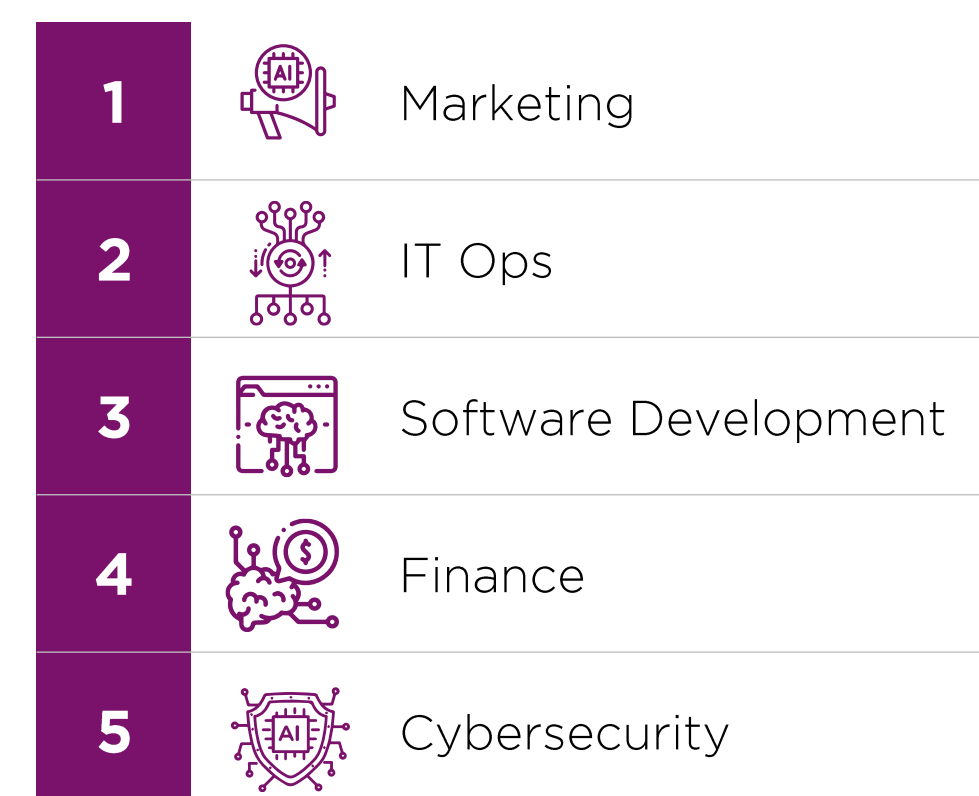 1 AI Marketing
2 IT Ops
3 Software Development
4 $ Finance
5 AI Cybersecurity